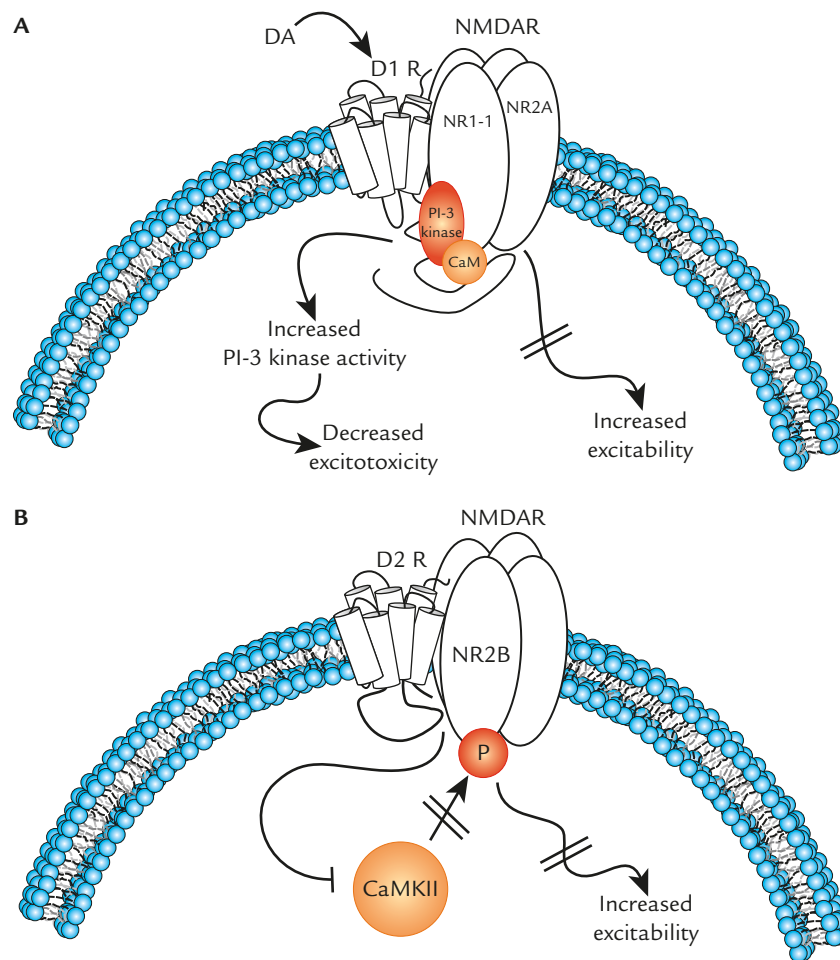 A
DA
D1 R
NMDAR
NR1-1
NR2A
PI-3
kinase
CaM
Increased
PI-3 kinase activity
Decreased
excitotoxicity
Increased
excitability
B
NMDAR
D2 R
NR2B
P
CaMKII
Increased
excitability